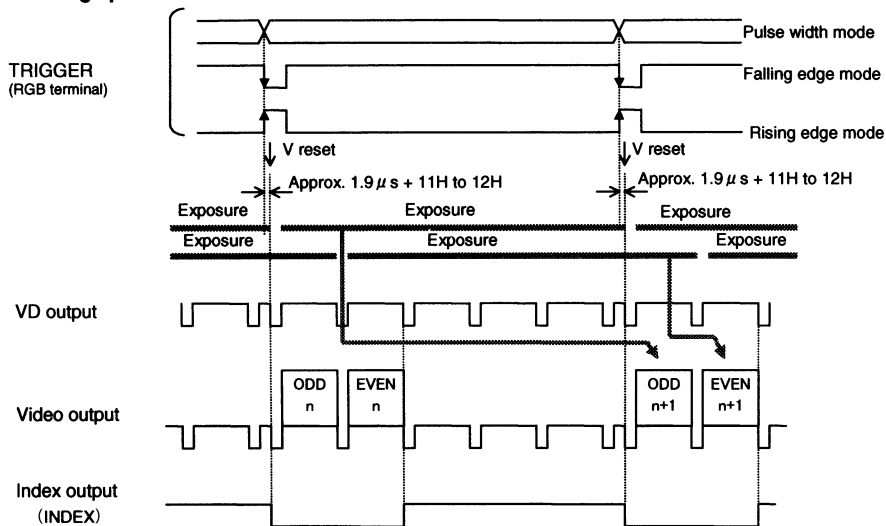 Pulse width mode
TRIGGER
(RGB terminal)
Falling edge mode
Rising edge mode
V reset
V reset
Approx. 1.9 μ s + 11H to 12H
Approx. 1.9 μ s + 11H to 12H
Exposure
Exposure
Exposure
Exposure
Exposure
Exposure
VD output
ODD
n
EVEN
n
ODD
n+1
EVEN
n+1
Video output
Index output
(INDEX)